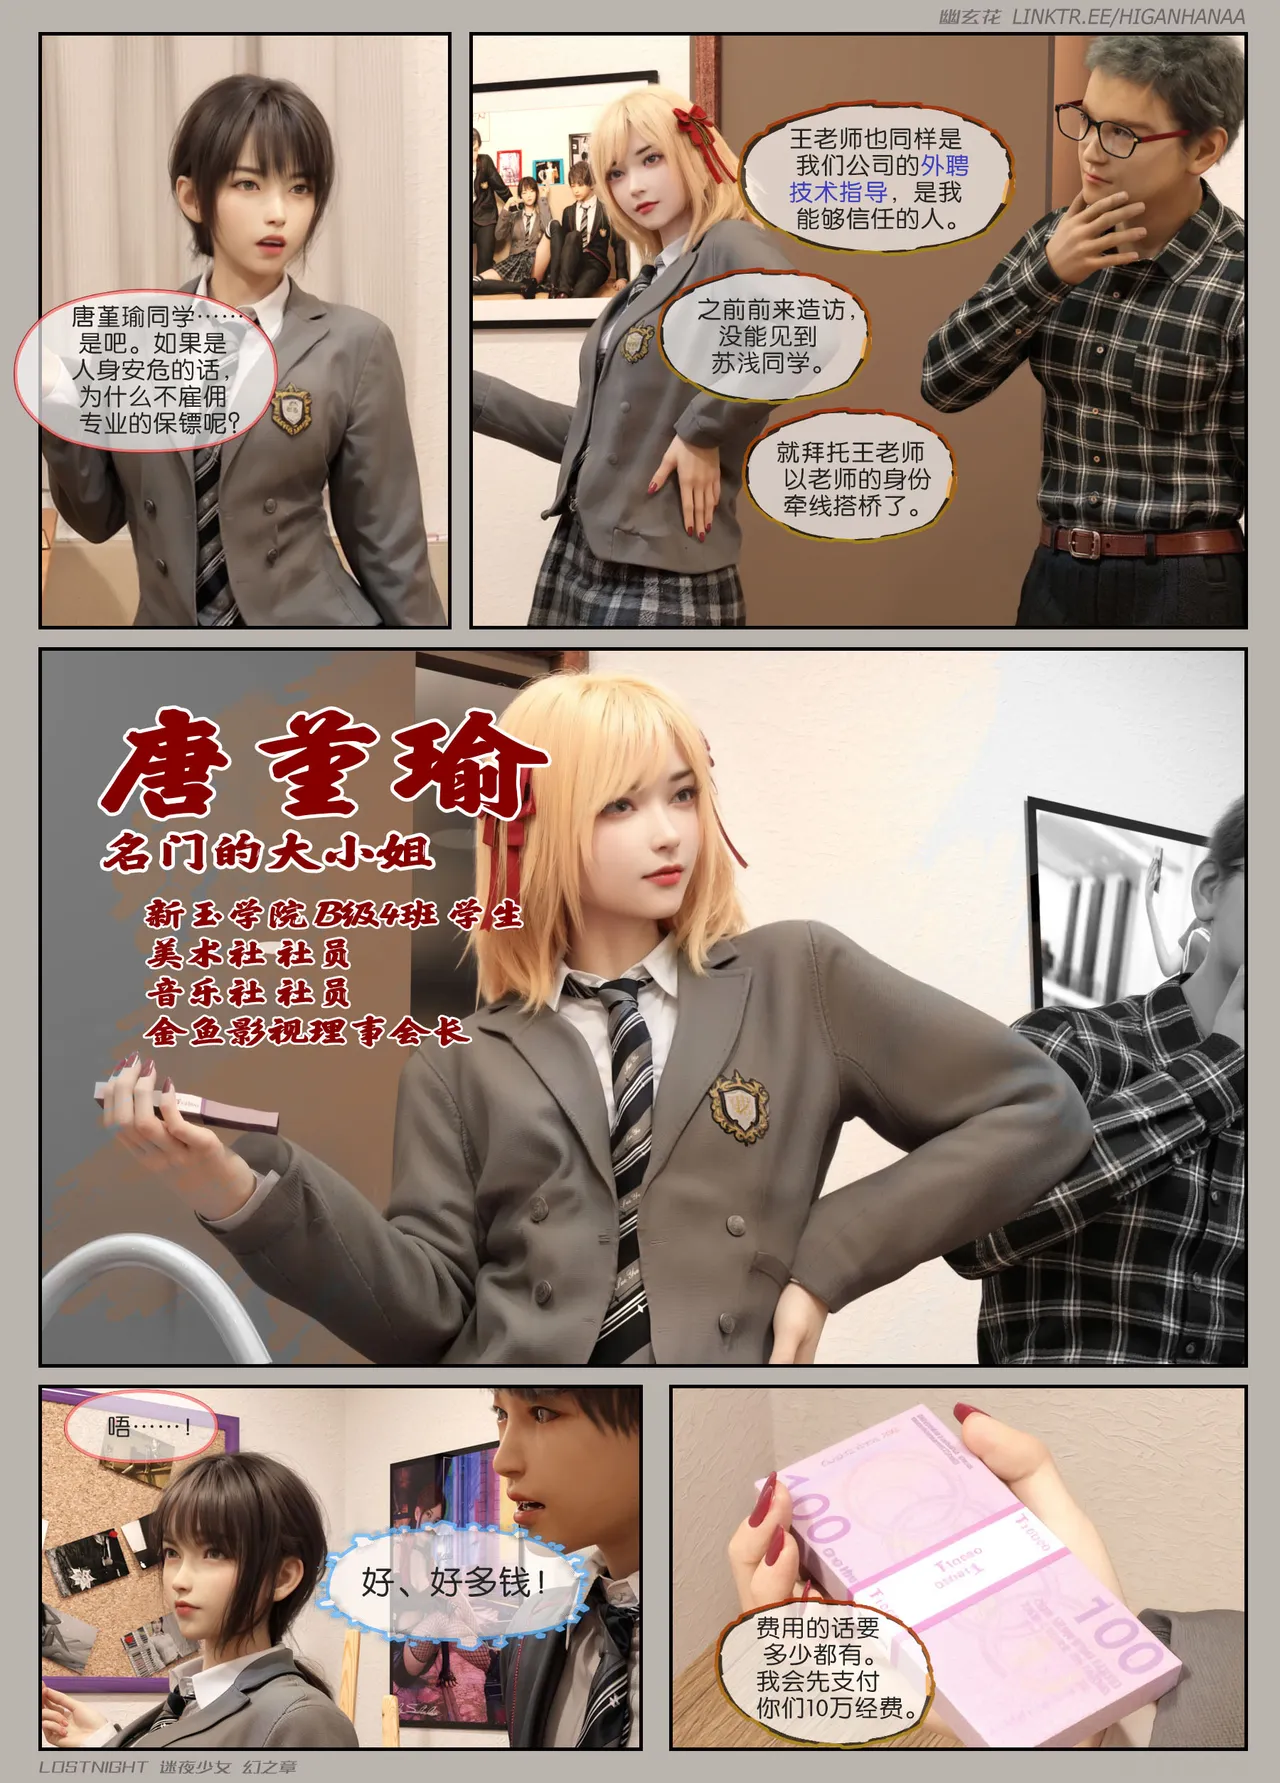 幽玄花 LINKTR.EE/HIGANHANAA
唐堇瑜同学……
是吧。如果是
人身安危的话，
为什么不雇佣
专业的保镖呢？
王老师也同样是
我们公司的外聘
技术指导，是我
能够信任的人。
之前前来造访，
没能见到
苏浅同学。
就拜托王老师
以老师的身份
牵线搭桥了。
唐堇瑜
名门的大小姐
新玉学院B级4班 学生
美术社 社员
音乐社 社员
金鱼影视理事会长
唔……！
好、好多钱！
100
100
费用的话要
多少都有。
我会先支付
你们10万经费。
LOSTNIGHT 迷夜少女 幻之章